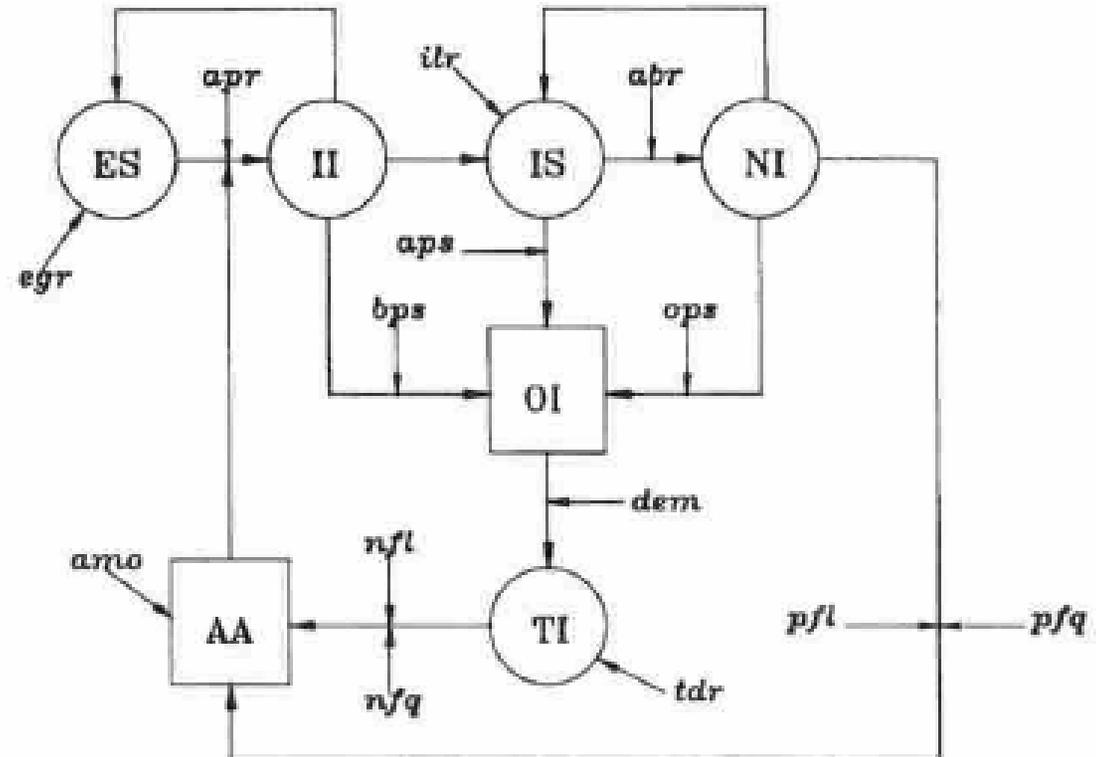 apr
itr
abr
ES
II
IS
NI
egr
aps
bps
ops
OI
dem
amo
nfl
AA
TI
pfl
pfq
nfq
tdr